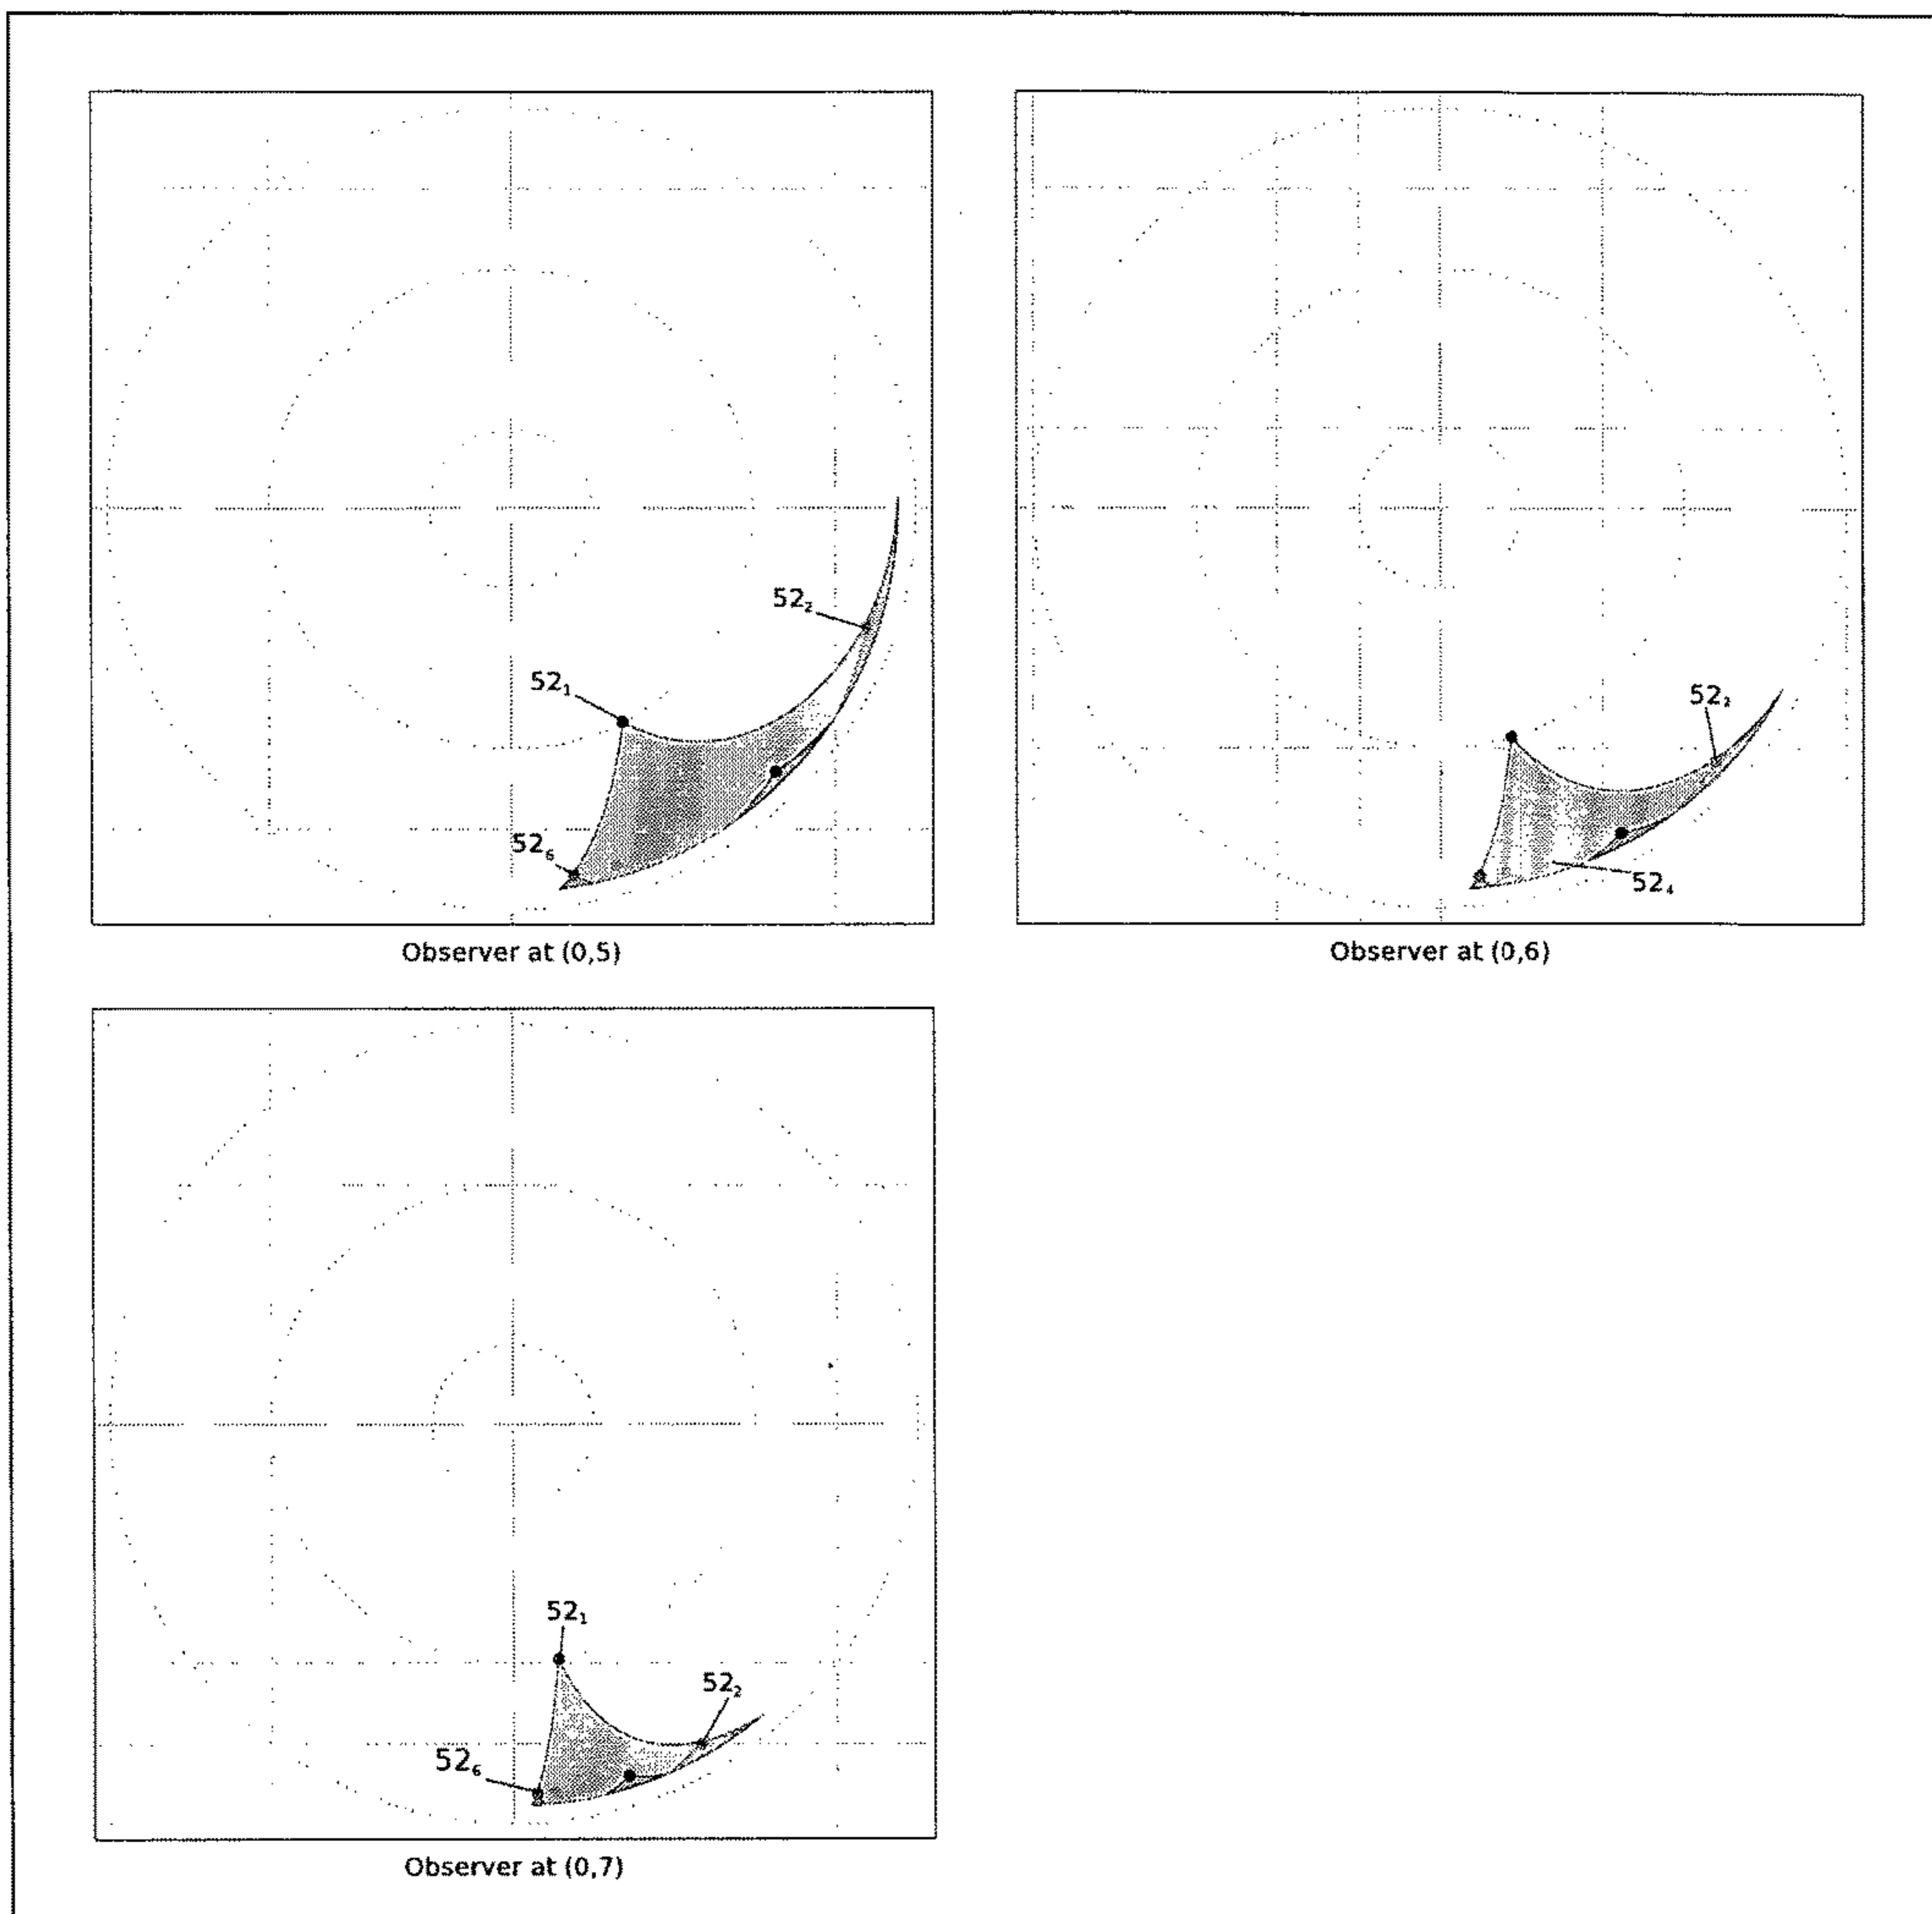 52₂
52₁
52₆
Observer at (0,5)
52₂
52₄
Observer at (0,6)
52₁
52₂
52₆
Observer at (0,7)